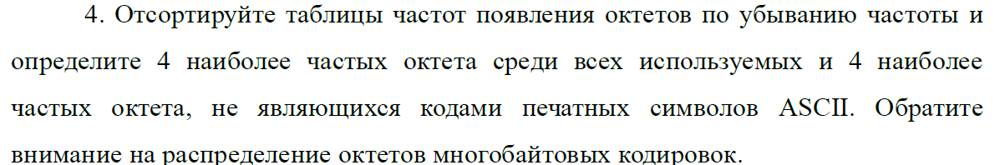 4. Отсортируйте таблицы частот появления октетов по убыванию частоты и
определите 4 наиболее частых октета среди всех используемых и 4 наиболее
частых октета, не являющихся кодами печатных символов ASCII. Обратите
внимание на распределение октетов многобайтовых кодировок.